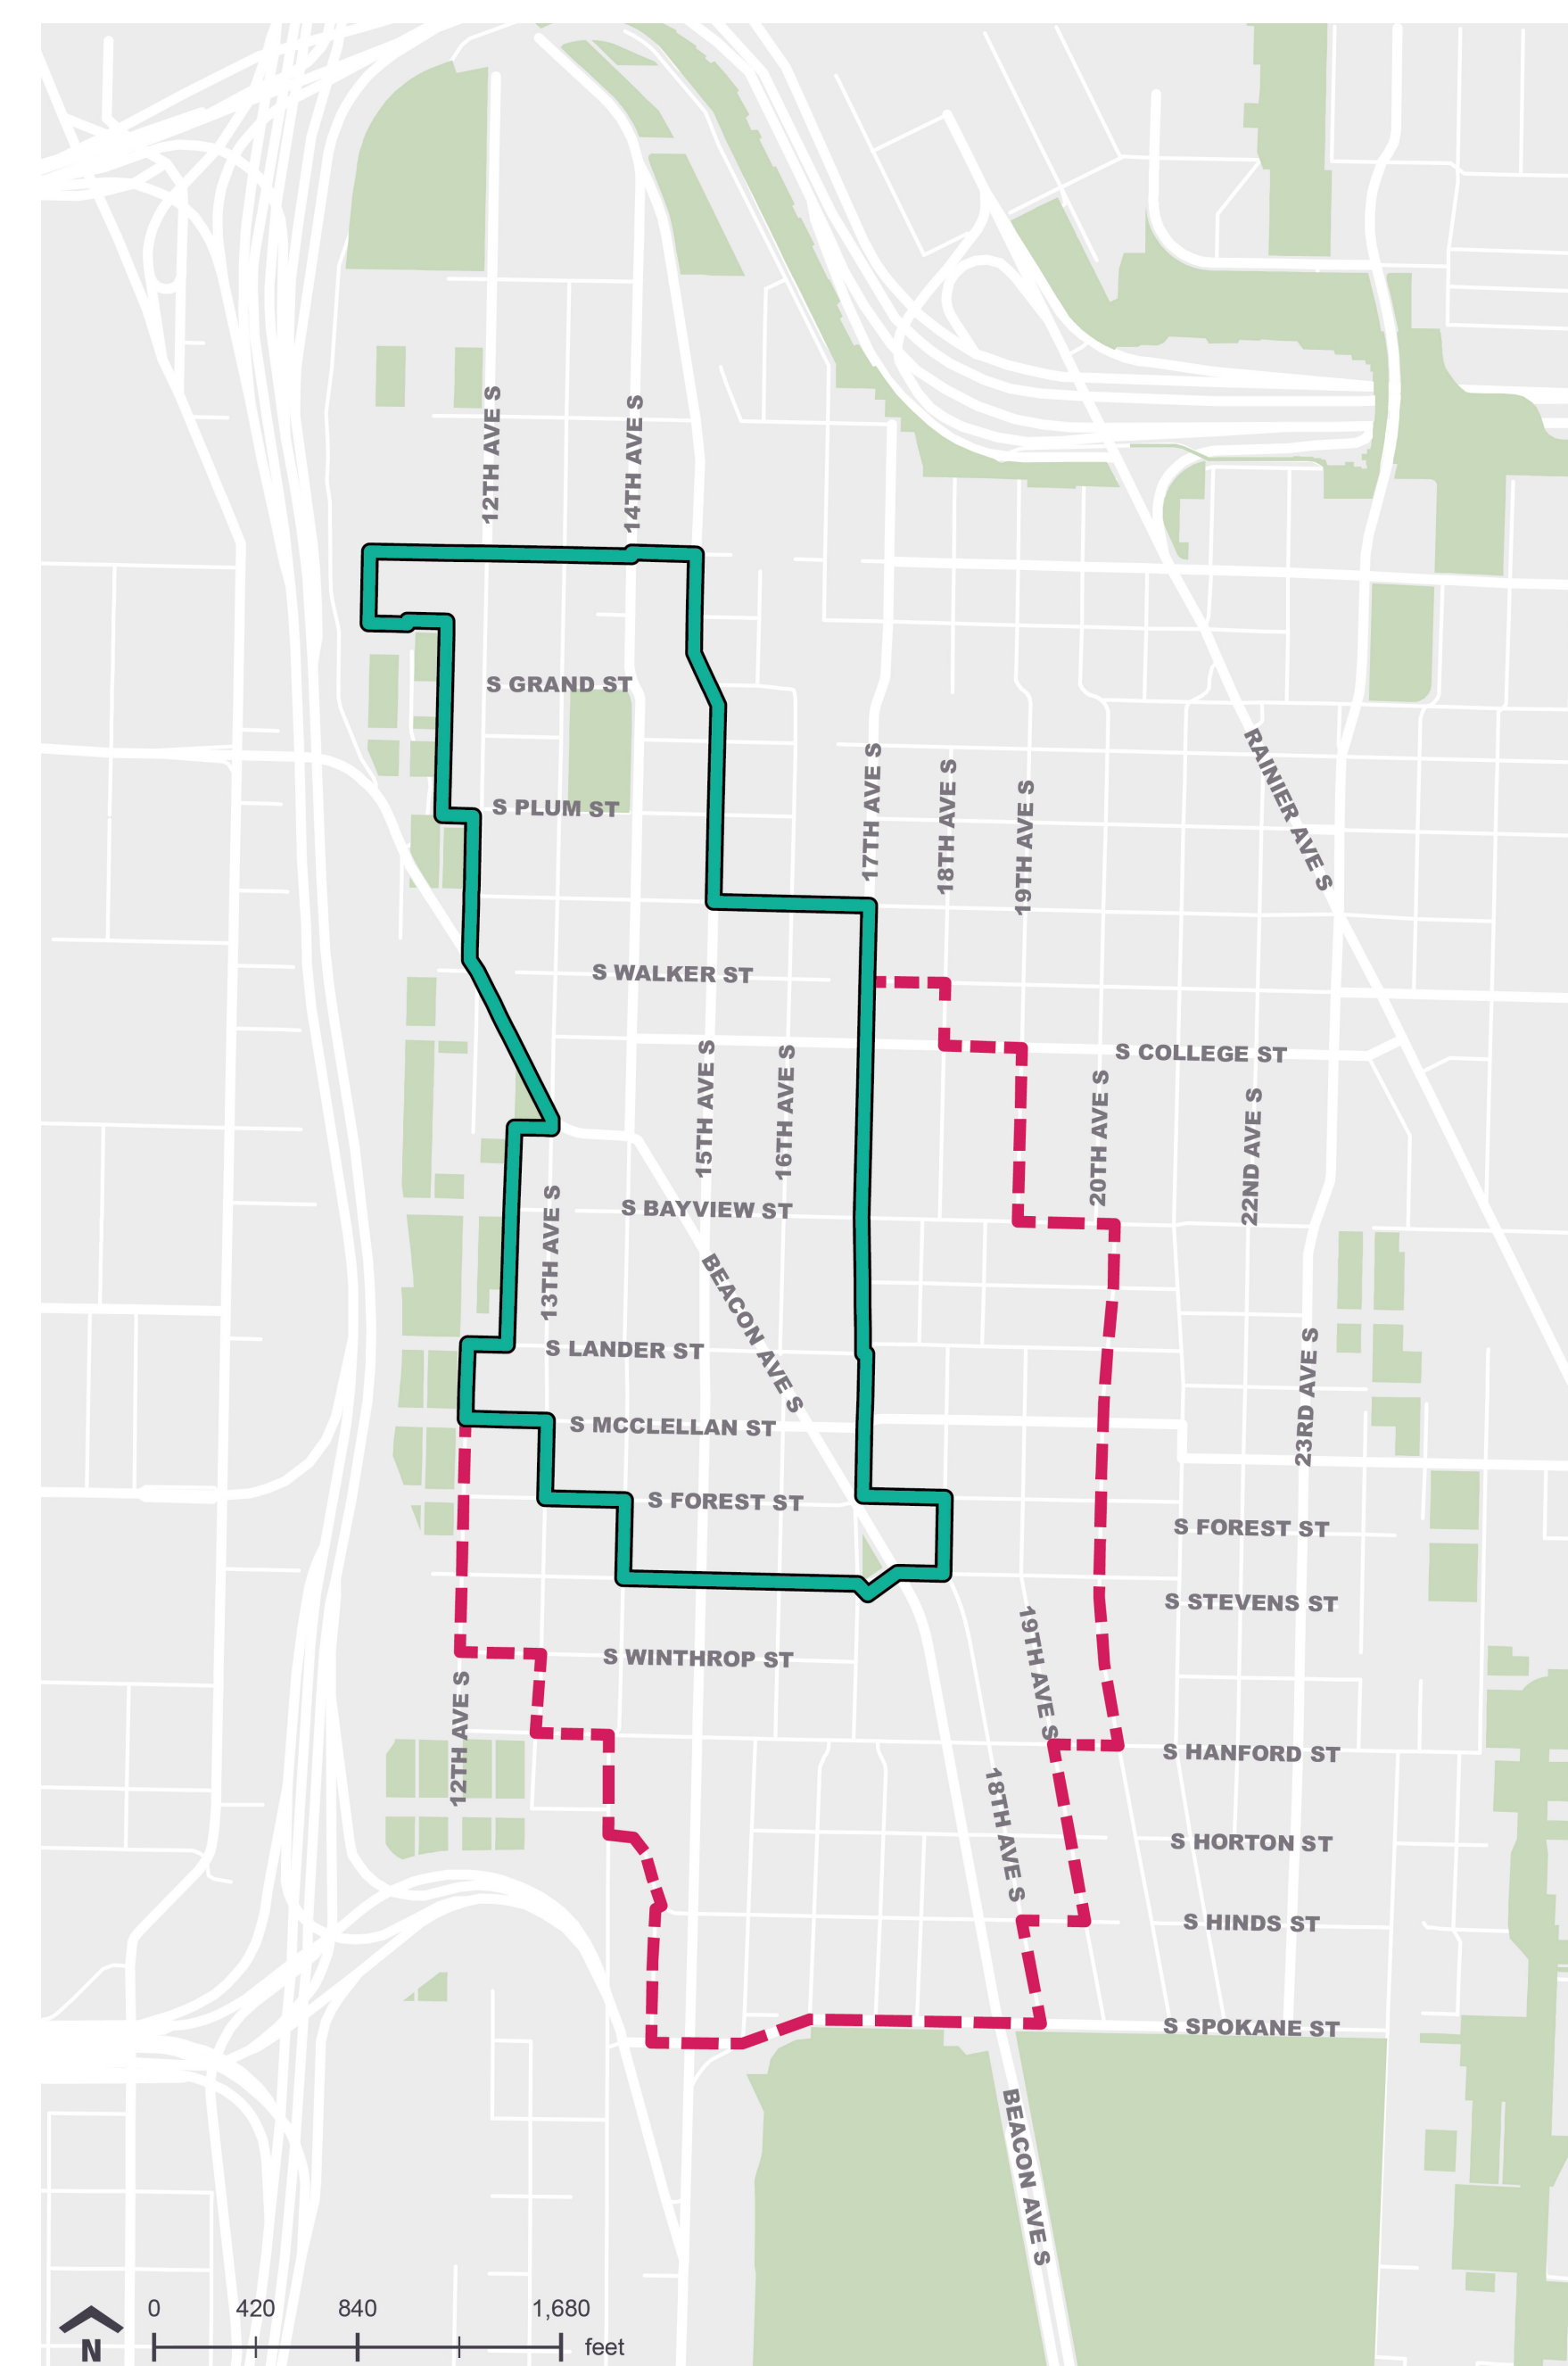 12TH AVE S
14TH AVE S
S GRAND ST
S PLUM ST
17TH AVE S
18TH AVE S
19TH AVE S
RAINIER AVE S
S WALKER ST
S COLLEGE ST
15TH AVE S
16TH AVE S
20TH AVE S
22ND AVE S
13TH AVE S
S BAYVIEW ST
BEACON AVE S
S LANDER ST
23RD AVE S
S MCCLELLAN ST
S FOREST ST
S FOREST ST
S STEVENS ST
S WINTHROP ST
19TH AVE S
12TH AVE S
S HANFORD ST
18TH AVE S
S HORTON ST
S HINDS ST
S SPOKANE ST
BEACON AVE S
0 420 840 1,680
feet
N